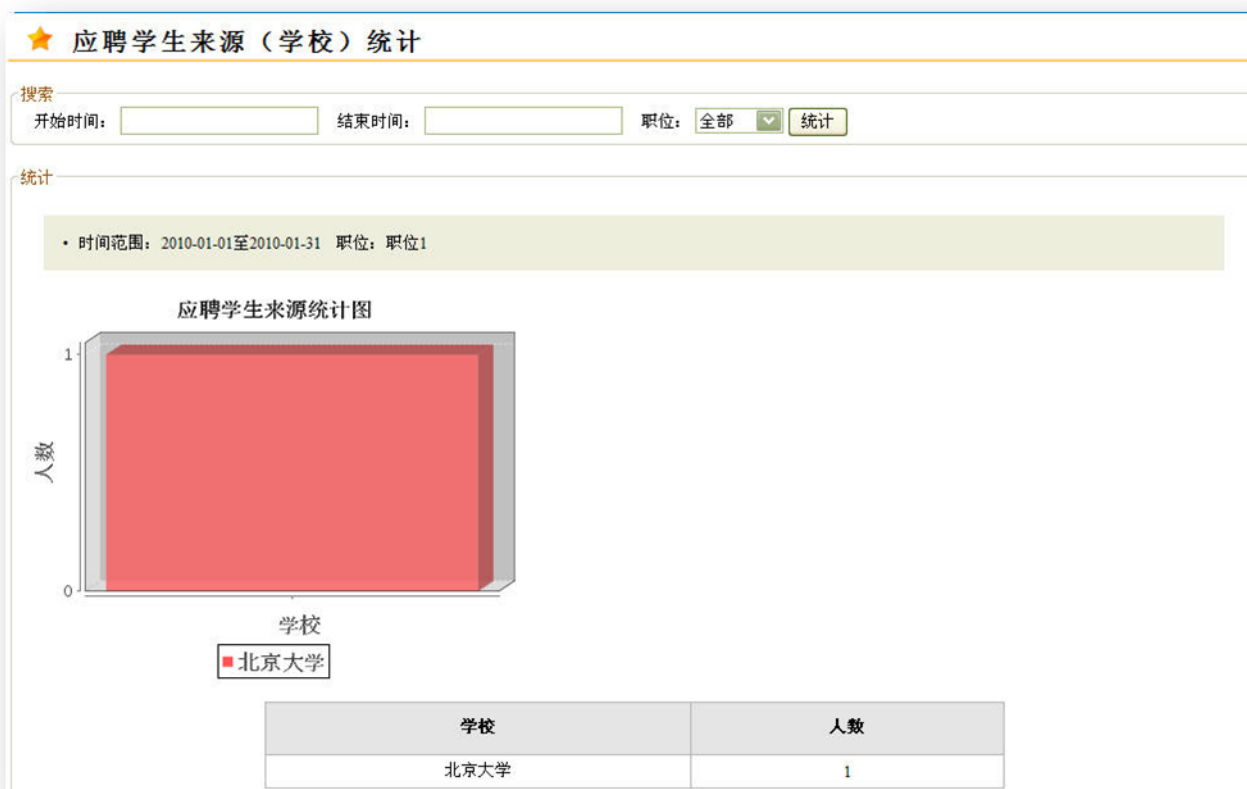 应聘学生来源（学校）统计
搜索
开始时间： 结束时间： 职位： 全部 统计
统计
• 时间范围：2010-01-01至2010-01-31 职位：职位1
应聘学生来源统计图
1
人数
0
学校
北京大学
学校 人数
北京大学 1